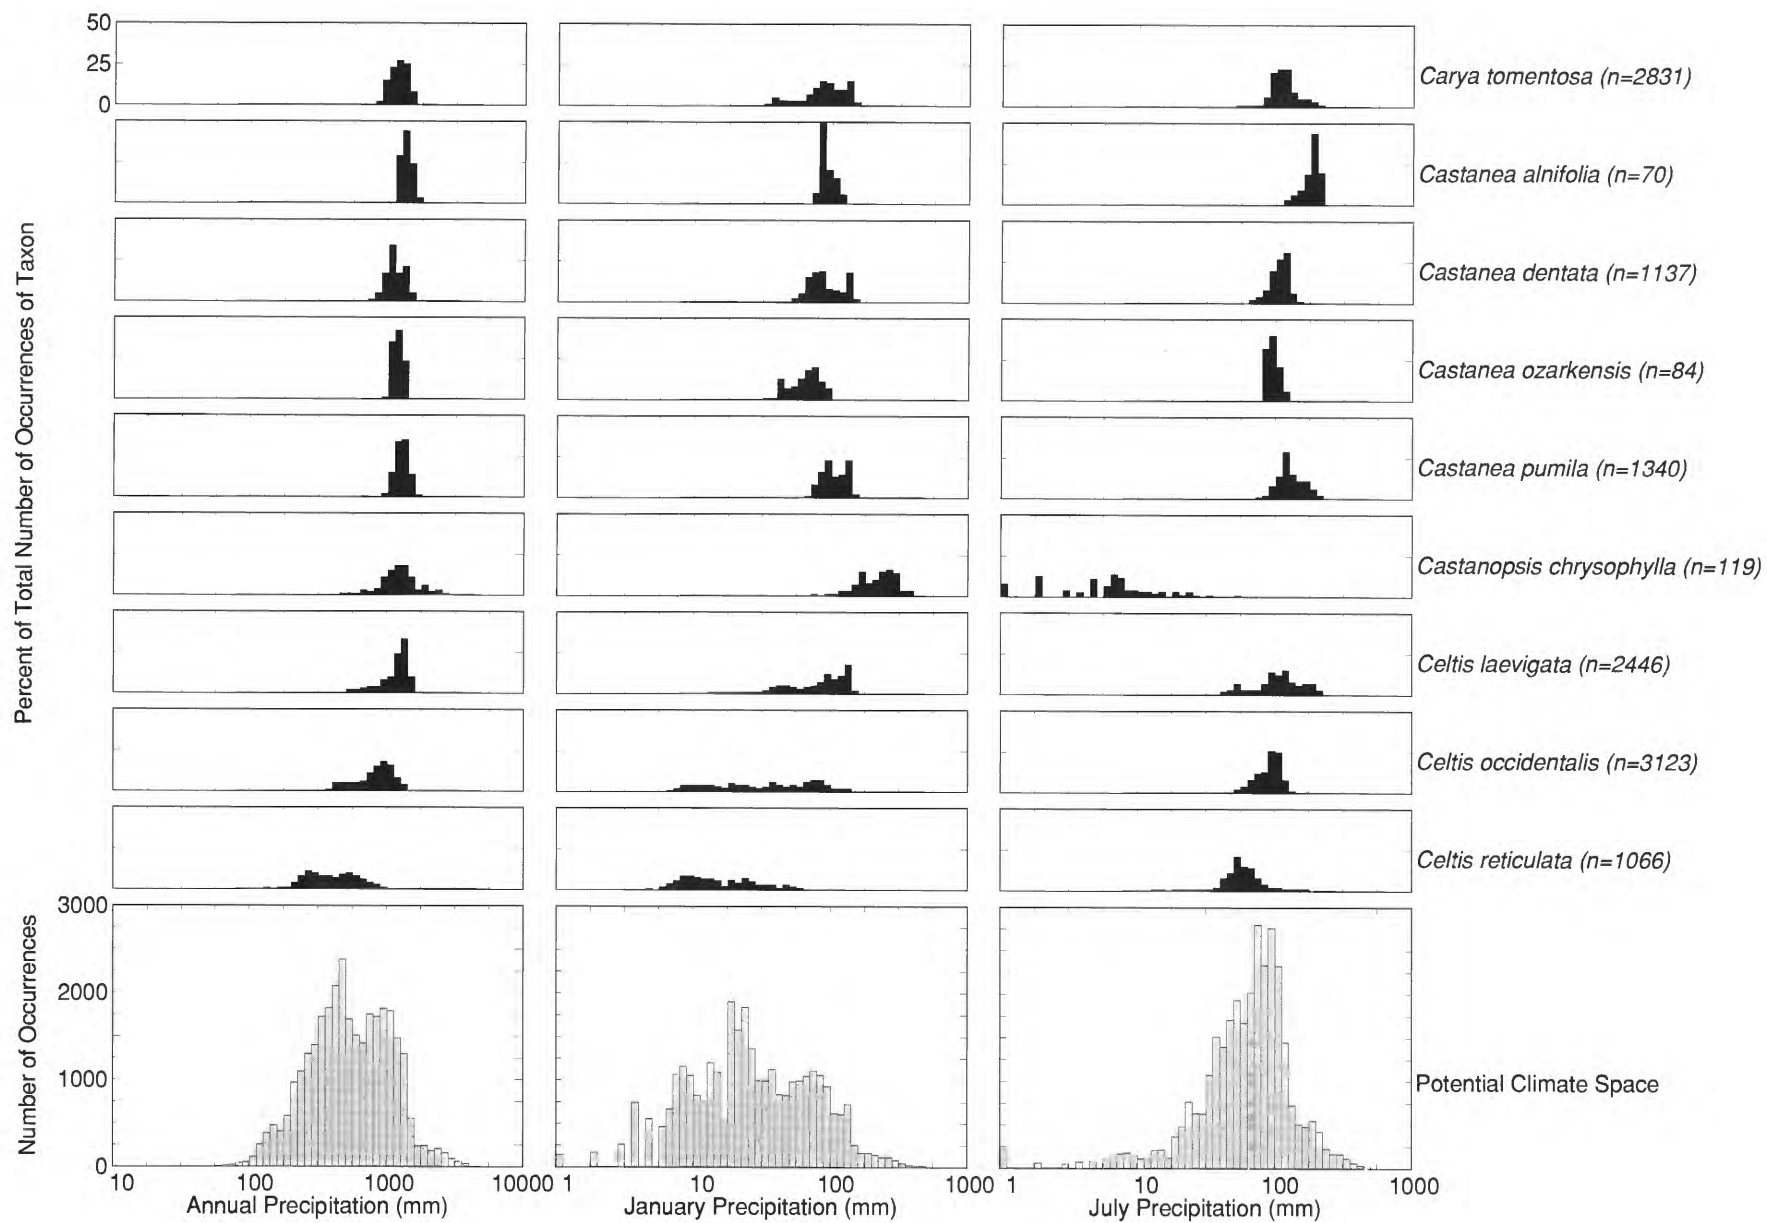 50
25
0
Carya tomentosa (n=2831)
Castanea alnifolia (n=70)
Castanea dentata (n=1137)
Castanea ozarkensis (n=84)
Castanea pumila (n=1340)
Castanopsis chrysophylla (n=119)
Celtis laevigata (n=2446)
Celtis occidentalis (n=3123)
Celtis reticulata (n=1066)
Percent of Total Number of Occurrences of Taxon
3000
2000
1000
0
Number of Occurrences
Potential Climate Space
10 100 1000 10000
Annual Precipitation (mm)
1 10 100 1000
January Precipitation (mm)
1 10 100 1000
July Precipitation (mm)